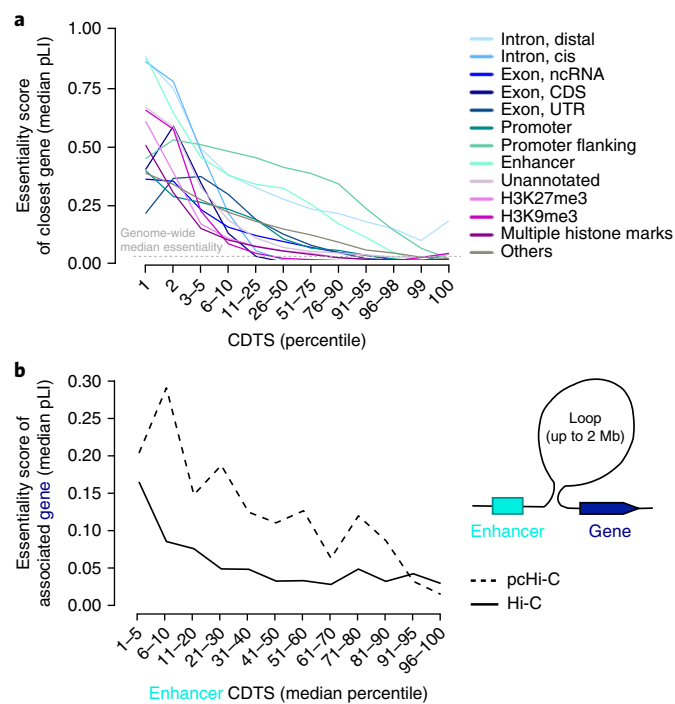 a
Essentiality score
of closest gene (median pLI)
1.00
0.75
0.50
0.25
0.00
Genome-wide
median essentiality
1
2
3–5
6–10
11–25
26–50
51–75
76–90
91–95
96–98
99
100
CDTS (percentile)
Intron, distal
Intron, cis
Exon, ncRNA
Exon, CDS
Exon, UTR
Promoter
Promoter flanking
Enhancer
Unannotated
H3K27me3
H3K9me3
Multiple histone marks
Others
b
Essentiality score of
associated gene (median pLI)
0.30
0.25
0.20
0.15
0.10
0.05
0.00
1–5
6–10
11–20
21–30
31–40
41–50
51–60
61–70
71–80
81–90
91–95
96–100
Enhancer CDTS (median percentile)
Loop
(up to 2 Mb)
Enhancer
Gene
pcHi-C
Hi-C